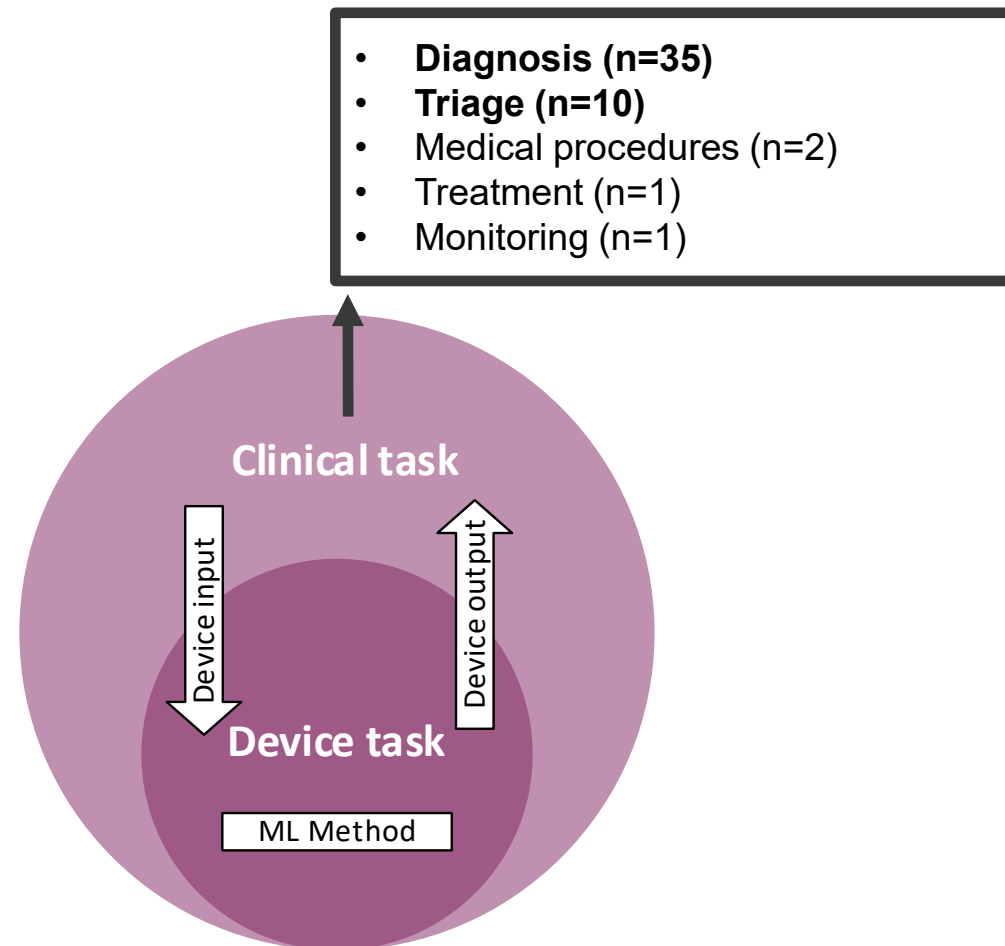 • Diagnosis (n=35)
• Triage (n=10)
• Medical procedures (n=2)
• Treatment (n=1)
• Monitoring (n=1)
Clinical task
Device input
Device output
Device task
ML Method